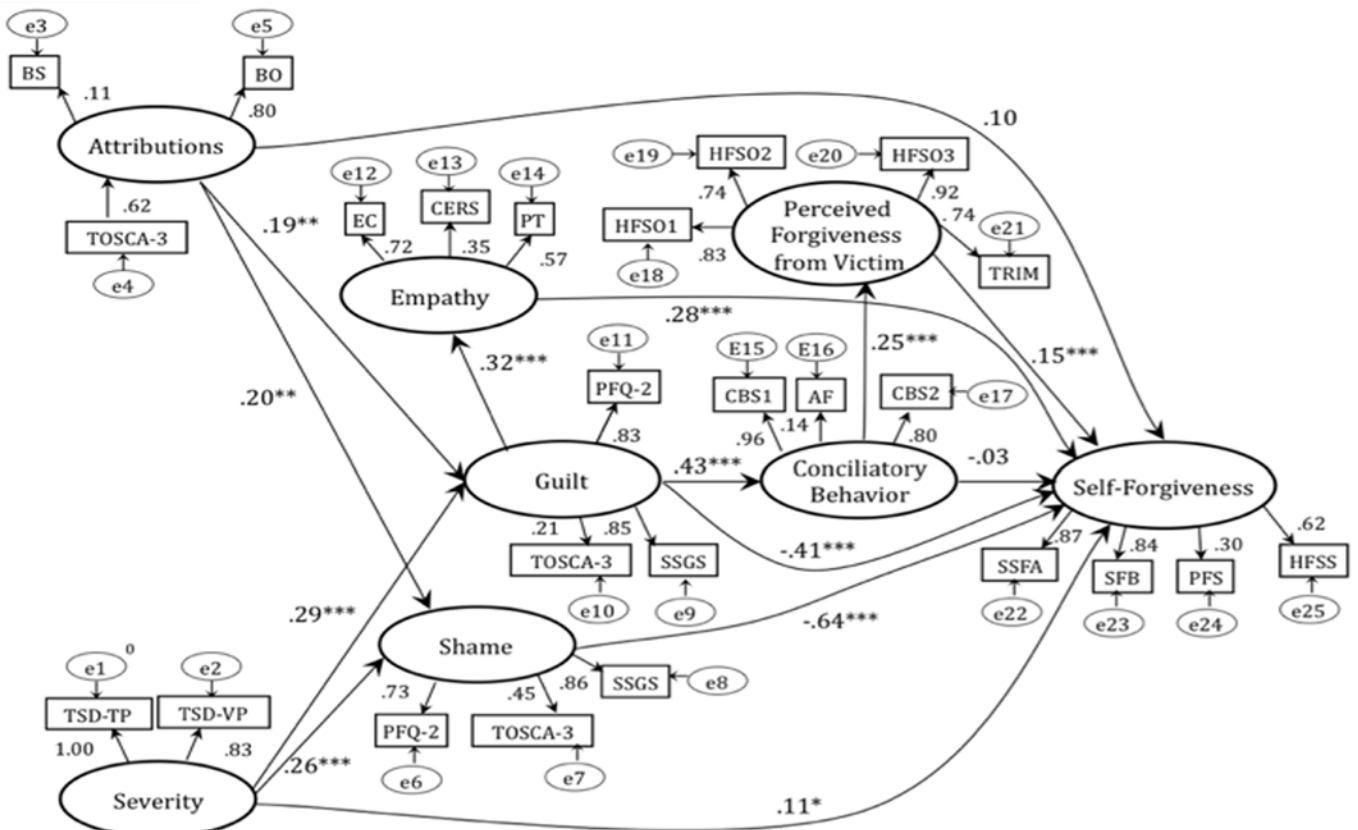 e3
e5
BS
BO
.11
.80
Attributions
.62
TOSCA-3
e4
.10
.19**
.20**
e12
e13
e14
EC
CERS
PT
.72
.35
.57
Empathy
.28***
.32***
e19
HFSO2
e20
HFSO3
.74
.92
HFSO1
.83
e18
Perceived
Forgiveness
from Victim
.74
e21
TRIM
.25***
.15***
e11
PFQ-2
.83
Guilt
.43***
.21
.85
TOSCA-3
SSGS
e10
e9
E15
E16
CBS1
AF
CBS2
e17
.96
.14
.80
Conciliatory
Behavior
-.03
-.41***
Self-Forgiveness
.87
.84
.30
.62
SSFA
SFB
PFS
HFSS
e22
e23
e24
e25
.29***
Shame
-.64***
.73
.45
.86
SSGS
e8
PFQ-2
TOSCA-3
e6
e7
e1
0
e2
TSD-TP
TSD-VP
1.00
.83
.26***
Severity
.11*